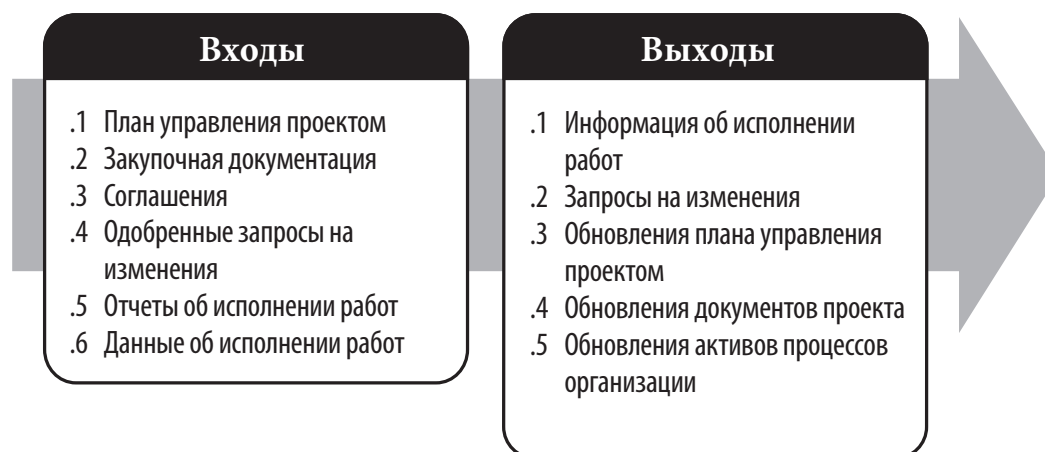 Входы
.1 План управления проектом
.2 Закупочная документация
.3 Соглашения
.4 Одобренные запросы на
изменения
.5 Отчеты об исполнении работ
.6 Данные об исполнении работ
Выходы
.1 Информация об исполнении
работ
.2 Запросы на изменения
.3 Обновления плана управления
проектом
.4 Обновления документов проекта
.5 Обновления активов процессов
организации